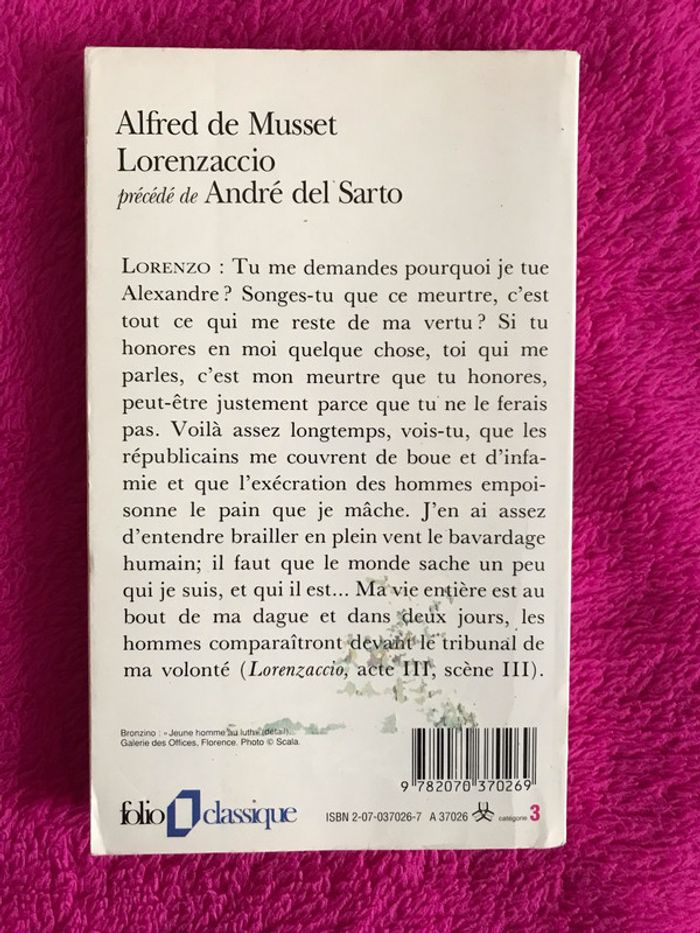 Alfred de Musset
Lorenzaccio
précédé de André del Sarto
LORENZO : Tu me demandes pourquoi je tue
Alexandre ? Songes-tu que ce meurtre, c'est
tout ce qui me reste de ma vertu ? Si tu
honores en moi quelque chose, toi qui me
parles, c'est mon meurtre que tu honores,
peut-être justement parce que tu ne le ferais
pas. Voilà assez longtemps, vois-tu, que les
républicains me couvrent de boue et d'infa-
mie et que l'exécration des hommes empoi-
sonne le pain que je mâche. J'en ai assez
d'entendre brailler en plein vent le bavardage
humain; il faut que le monde sache un peu
qui je suis, et qui il est... Ma vie entière est au
bout de ma dague et dans deux jours, les
hommes comparaîtront devant le tribunal de
ma volonté (Lorenzaccio, acte III, scène III).
Bronzino : «Jeune homme au luth» (détail).
Galerie des Offices, Florence. Photo © Scala.
9 782070 370269
folio classique
ISBN 2-07-037026-7 A 37026 catégorie 3